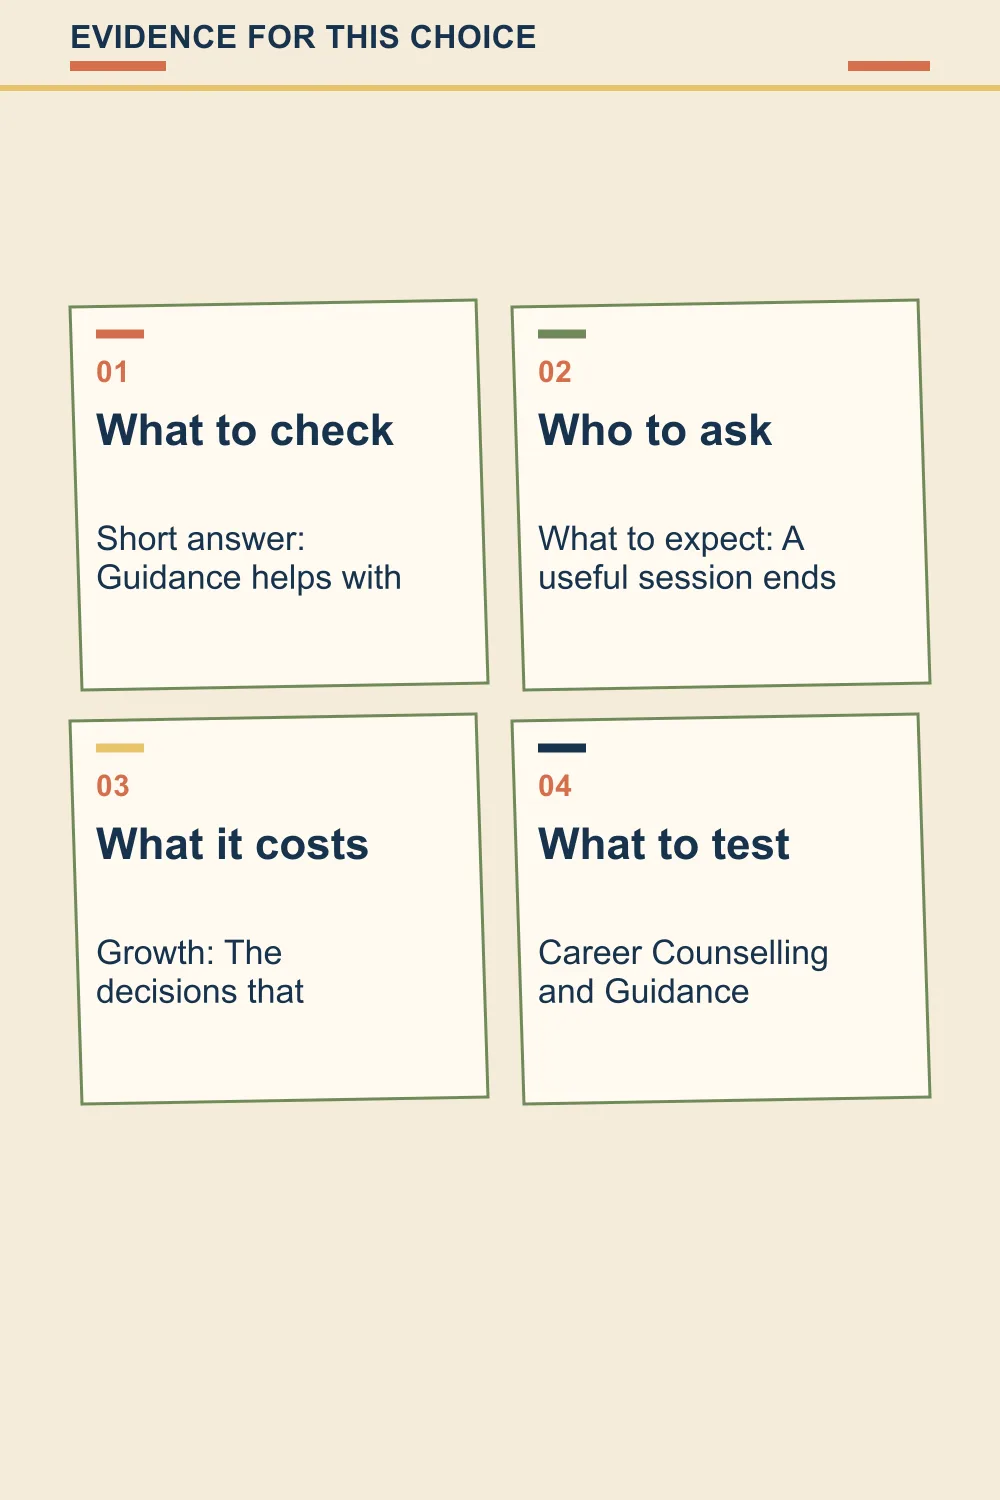 EVIDENCE FOR THIS CHOICE
01
What to check
Short answer:
Guidance helps with
02
Who to ask
What to expect: A
useful session ends
03
What it costs
Growth: The
decisions that
04
What to test
Career Counselling
and Guidance